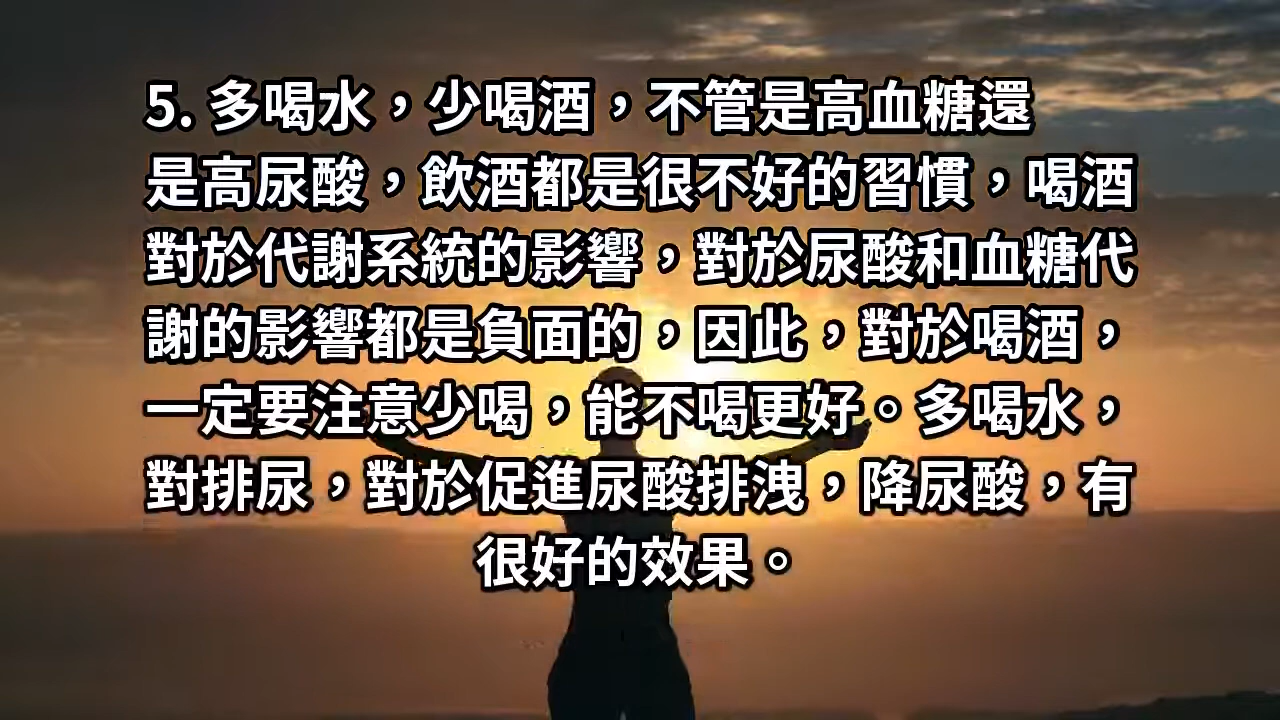 5. 多喝水，少喝酒，不管是高血糖還
是高尿酸，飲酒都是很不好的習慣，喝酒
對於代謝系統的影響，對於尿酸和血糖代
謝的影響都是負面的，因此，對於喝酒，
一定要注意少喝，能不喝更好。多喝水，
對排尿，對於促進尿酸排洩，降尿酸，有
很好的效果。